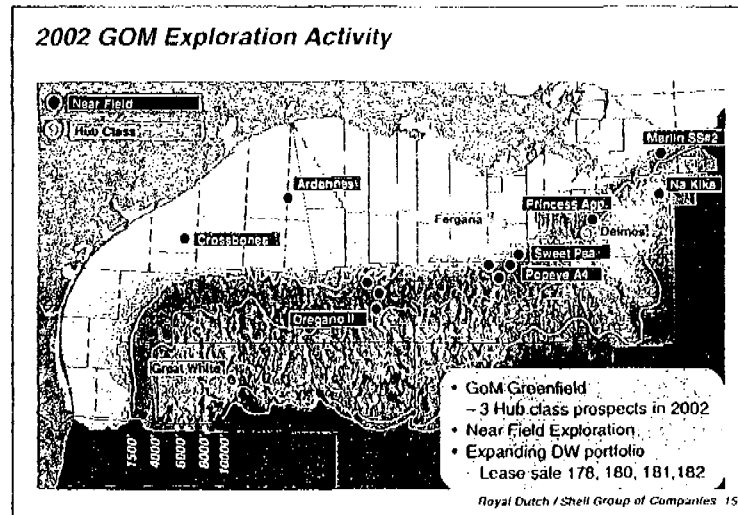 2002 GOM Exploration Activity
Near Field
Hub Class
Merlin SS#2
Na Kika
Ardennes
Princess App.
Fergana
Deimos
Crossbones
Sweet Pea
Popeye A4
Oregano II
Great White
1500'
4000'
6000'
8000'
10000'
• GoM Greenfield
– 3 Hub class prospects in 2002
• Near Field Exploration
• Expanding DW portfolio
- Lease sale 178, 180, 181,182
Royal Dutch / Shell Group of Companies 15